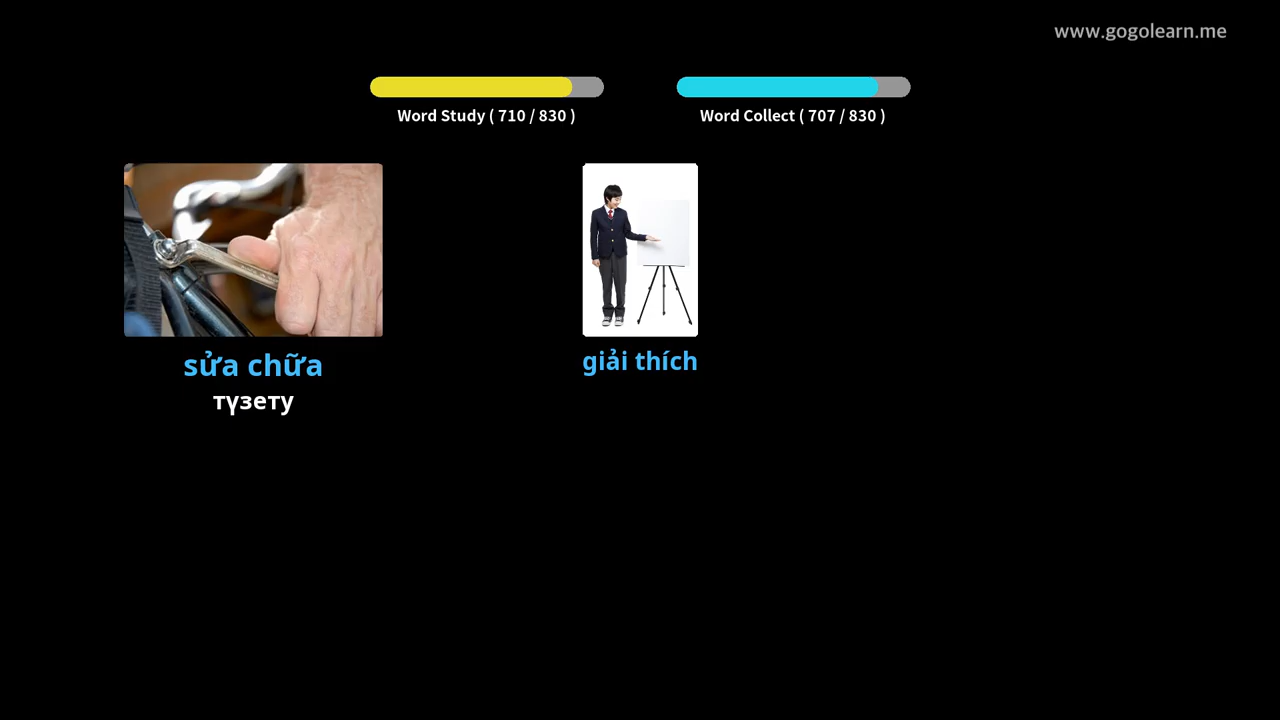 www.gogolearn.me
Word Study ( 710 / 830 )
Word Collect ( 707 / 830 )
sửa chữa
түзету
giải thích